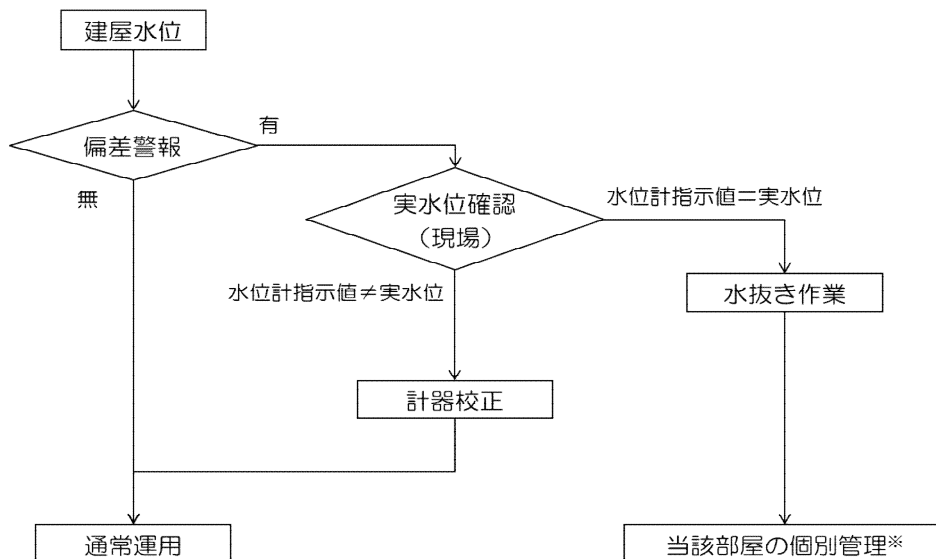 建屋水位
偏差警報
有
無
実水位確認
（現場）
水位計指示値＝実水位
水位計指示値≠実水位
水抜き作業
計器校正
通常運用
当該部屋の個別管理※